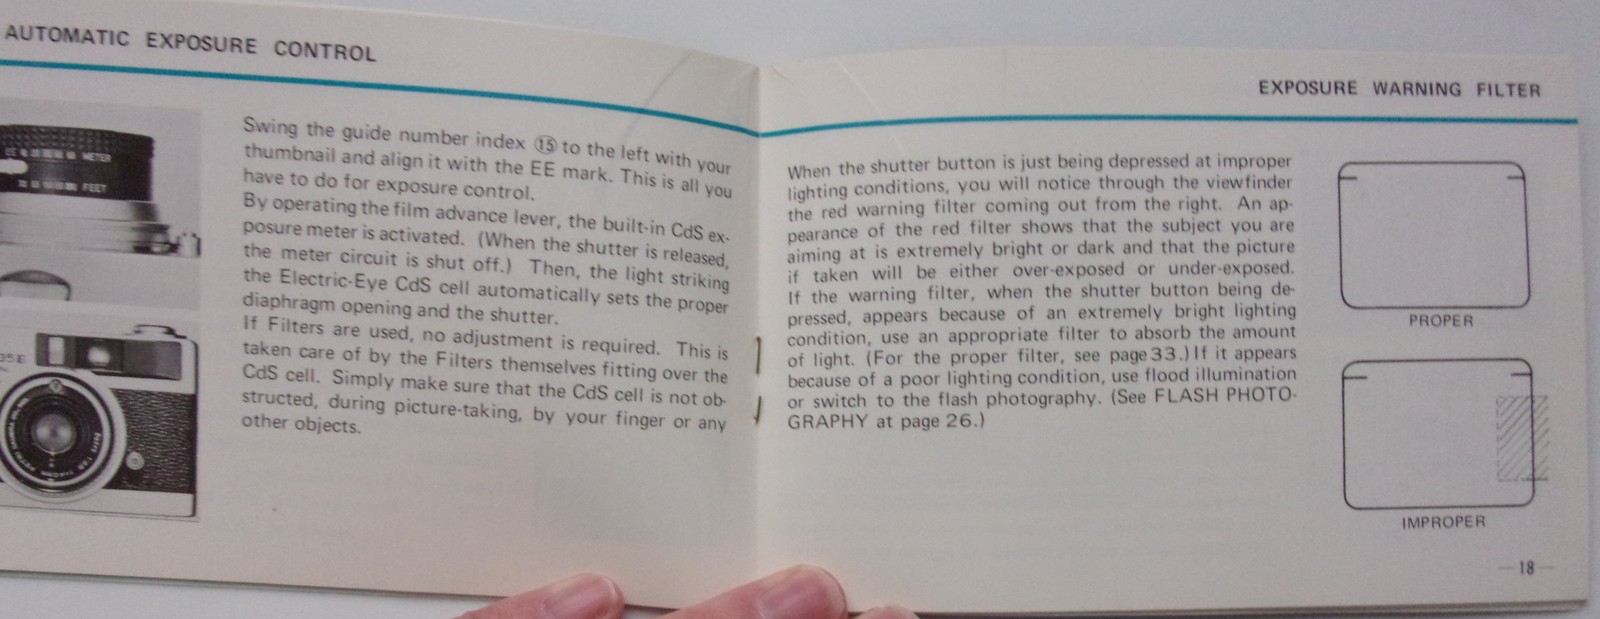 AUTOMATIC EXPOSURE CONTROL
METER
FEET
35E
Swing the guide number index ⑮ to the left with your
thumbnail and align it with the EE mark. This is all you
have to do for exposure control.
By operating the film advance lever, the built-in CdS ex-
posure meter is activated. (When the shutter is released,
the meter circuit is shut off.) Then, the light striking
the Electric-Eye CdS cell automatically sets the proper
diaphragm opening and the shutter.
If Filters are used, no adjustment is required. This is
taken care of by the Filters themselves fitting over the
CdS cell. Simply make sure that the CdS cell is not ob-
structed, during picture-taking, by your finger or any
other objects.
EXPOSURE WARNING FILTER
When the shutter button is just being depressed at improper
lighting conditions, you will notice through the viewfinder
the red warning filter coming out from the right. An ap-
pearance of the red filter shows that the subject you are
aiming at is extremely bright or dark and that the picture
if taken will be either over-exposed or under-exposed.
If the warning filter, when the shutter button being de-
pressed, appears because of an extremely bright lighting
condition, use an appropriate filter to absorb the amount
of light. (For the proper filter, see page 33.) If it appears
because of a poor lighting condition, use flood illumination
or switch to the flash photography. (See FLASH PHOTO-
GRAPHY at page 26.)
PROPER
IMPROPER
— 18 —